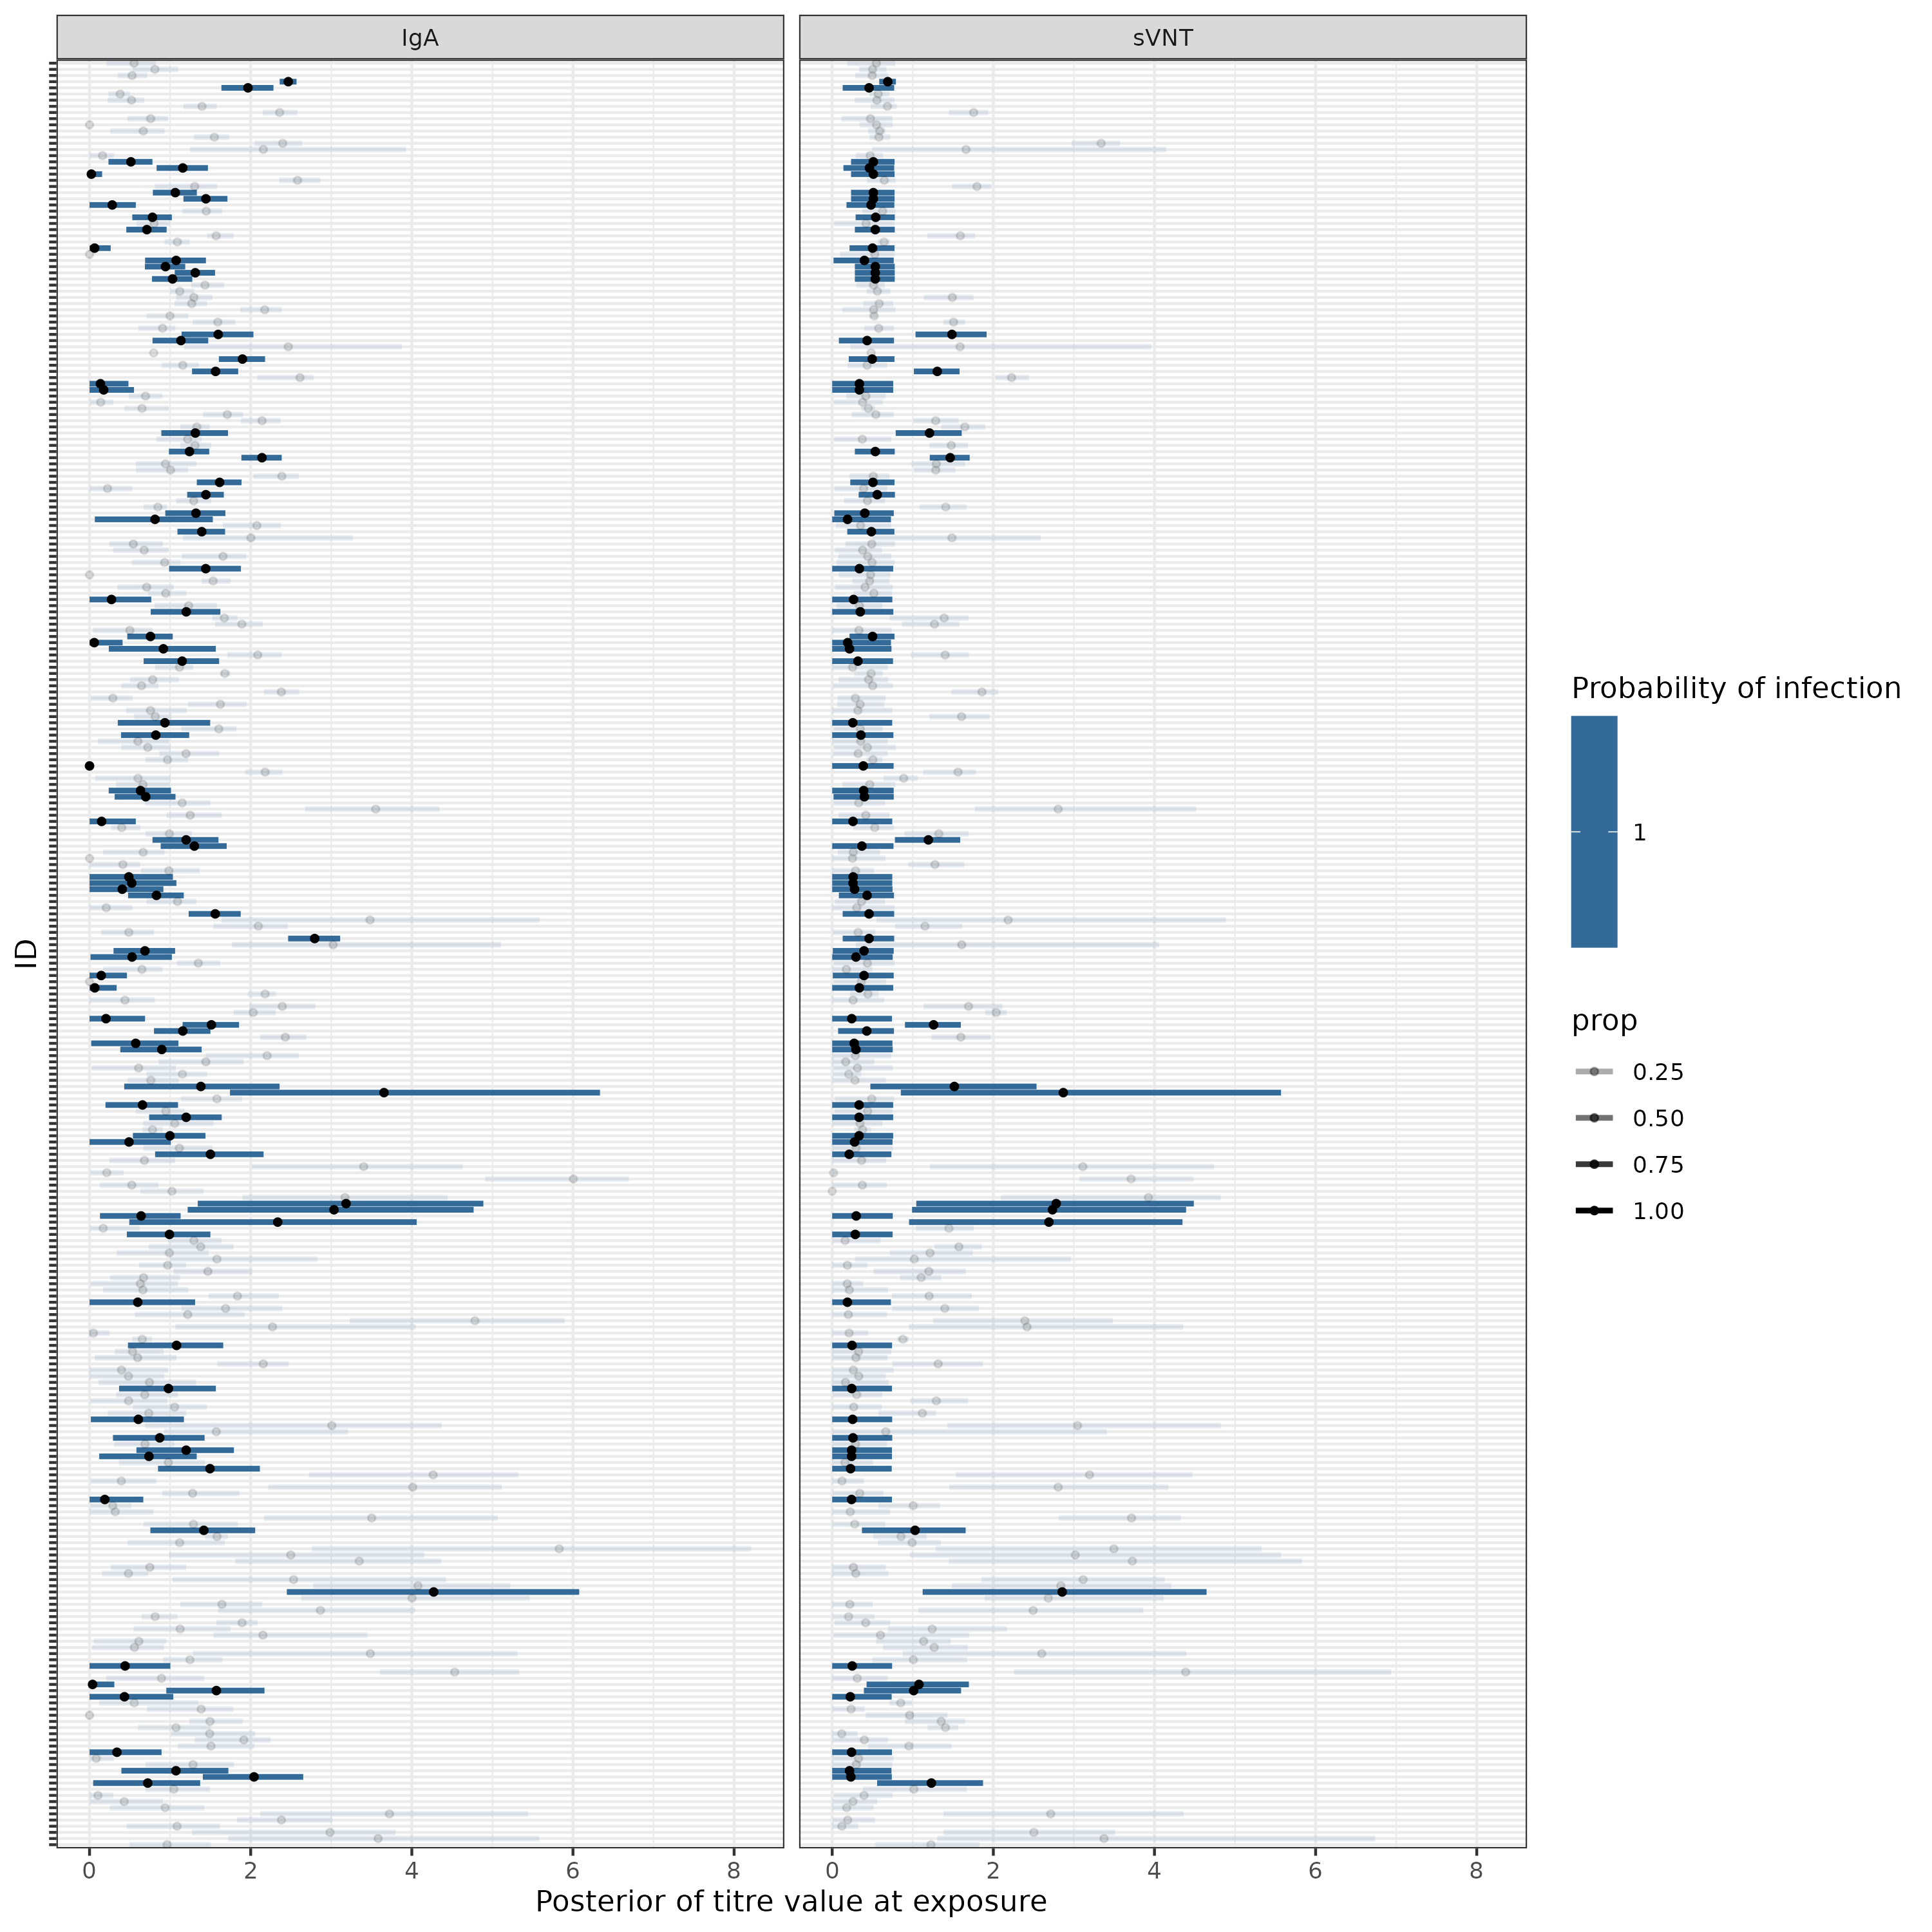 IgA
sVNT
ID
0 2 4 6 8
0 2 4 6 8
Posterior of titre value at exposure
Probability of infection
1
prop
0.25
0.50
0.75
1.00